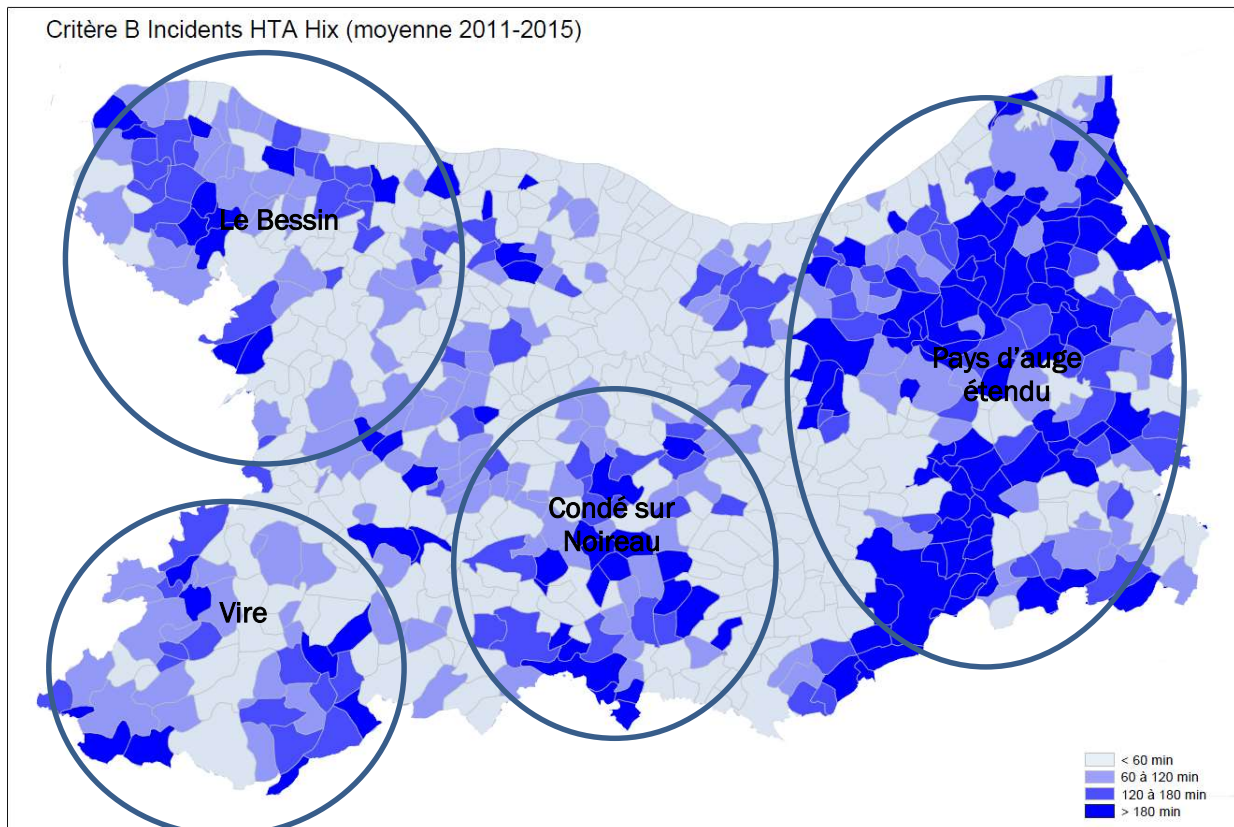 Critère B Incidents HTA Hix (moyenne 2011-2015)
Le Bessin
Pays d'auge
étendu
Condé sur
Noireau
Vire
< 60 min
60 à 120 min
120 à 180 min
> 180 min